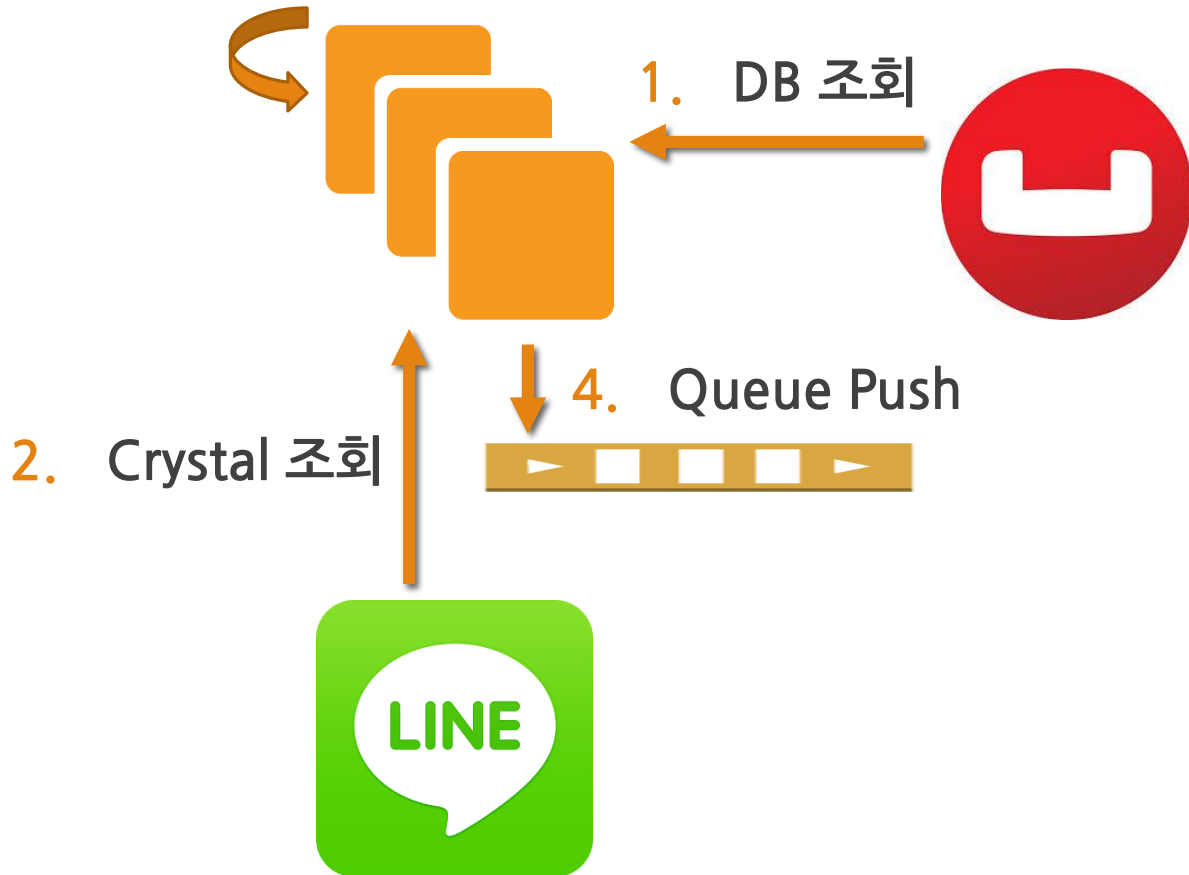 1. DB 조회
4. Queue Push
2. Crystal 조회
LINE